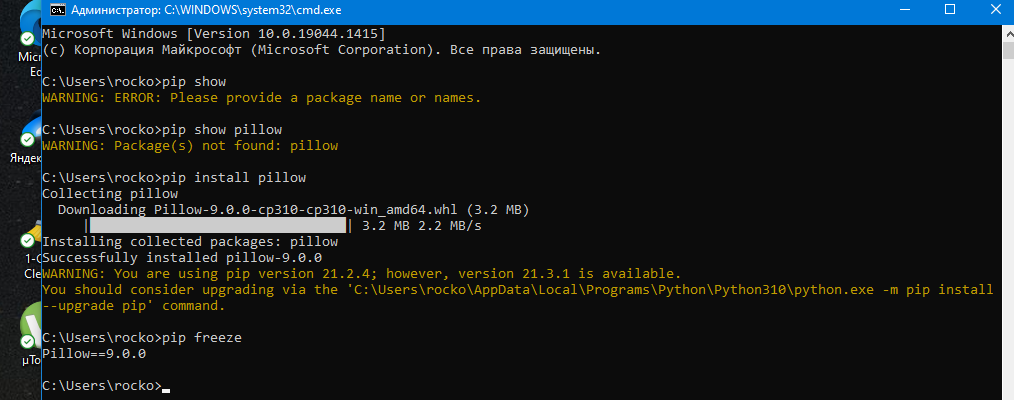 Администратор: C:\WINDOWS\system32\cmd.exe
Microsoft Windows [Version 10.0.19044.1415]
(c) Корпорация Майкрософт (Microsoft Corporation). Все права защищены.
C:\Users\rocko>pip show
WARNING: ERROR: Please provide a package name or names.
C:\Users\rocko>pip show pillow
WARNING: Package(s) not found: pillow
C:\Users\rocko>pip install pillow
Collecting pillow
Downloading Pillow-9.0.0-cp310-cp310-win_amd64.whl (3.2 MB)
| | 3.2 MB 2.2 MB/s
Installing collected packages: pillow
Successfully installed pillow-9.0.0
WARNING: You are using pip version 21.2.4; however, version 21.3.1 is available.
You should consider upgrading via the 'C:\Users\rocko\AppData\Local\Programs\Python\Python310\python.exe -m pip install
--upgrade pip' command.
C:\Users\rocko>pip freeze
Pillow==9.0.0
C:\Users\rocko>